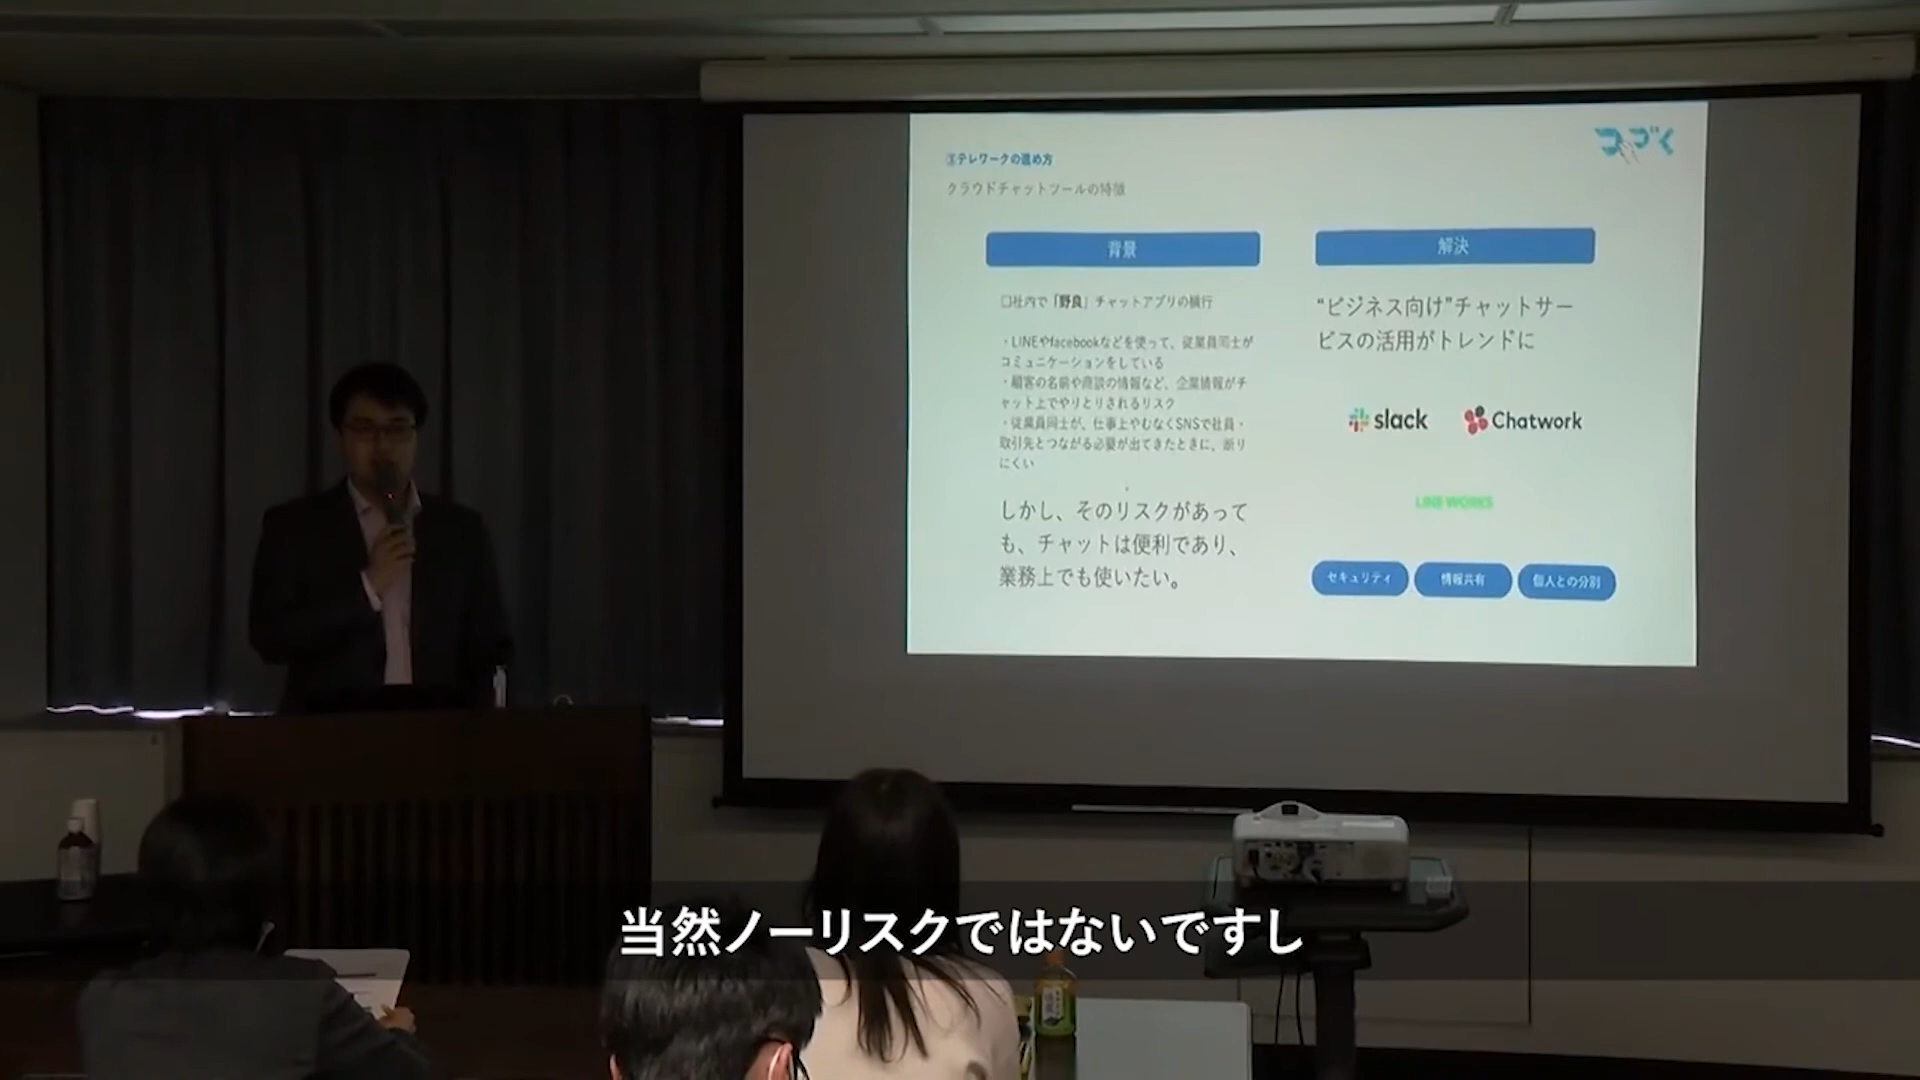 ③テレワークの進め方
クラウドチャットツールの特徴
つづく
背景
□社内で「野良」チャットアプリの横行
・LINEやfacebookなどを使って、従業員同士が
コミュニケーションをしている
・顧客の名前や商談の情報など、企業情報がチ
ャット上でやりとりされるリスク
・従業員同士が、仕事上やむなくSNSで社員・
取引先とつながる必要が出てきたときに、断り
にくい
しかし、そのリスクがあって
も、チャットは便利であり、
業務上でも使いたい。
解決
“ビジネス向け”チャットサー
ビスの活用がトレンドに
slack
Chatwork
LINE WORKS
セキュリティ
情報共有
個人との分別
当然ノーリスクではないですし